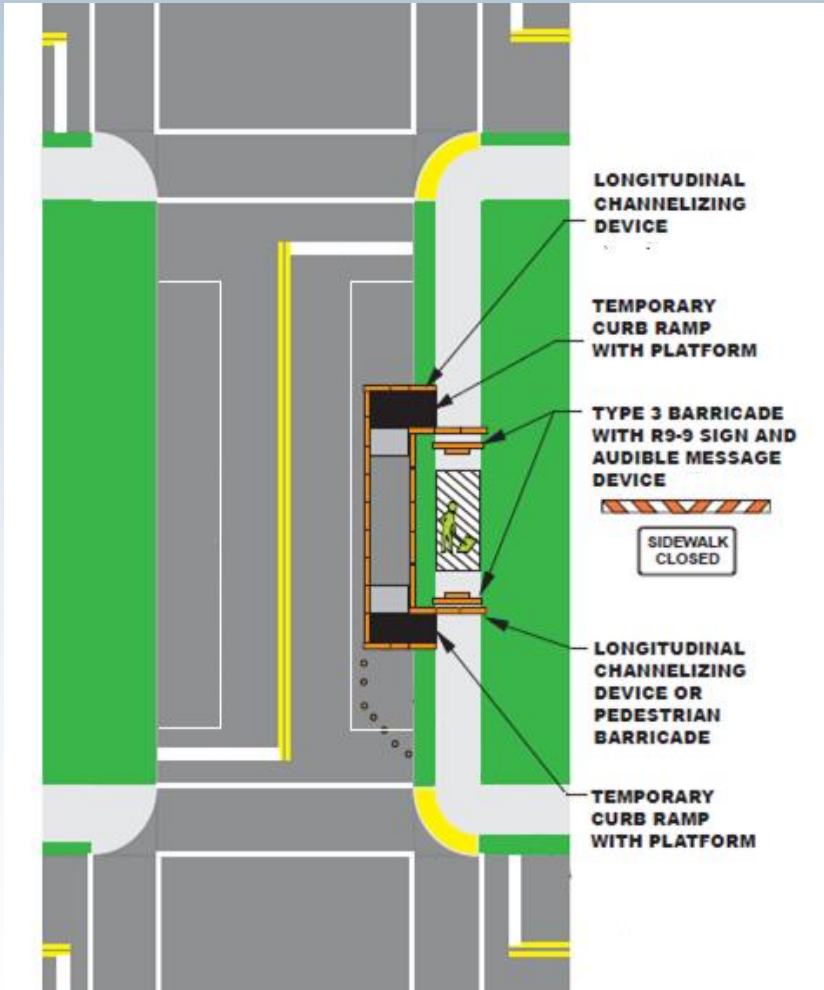 LONGITUDINAL
CHANNELIZING
DEVICE
TEMPORARY
CURB RAMP
WITH PLATFORM
TYPE 3 BARRICADE
WITH R9-9 SIGN AND
AUDIBLE MESSAGE
DEVICE
SIDEWALK
CLOSED
LONGITUDINAL
CHANNELIZING
DEVICE OR
PEDESTRIAN
BARRICADE
TEMPORARY
CURB RAMP
WITH PLATFORM